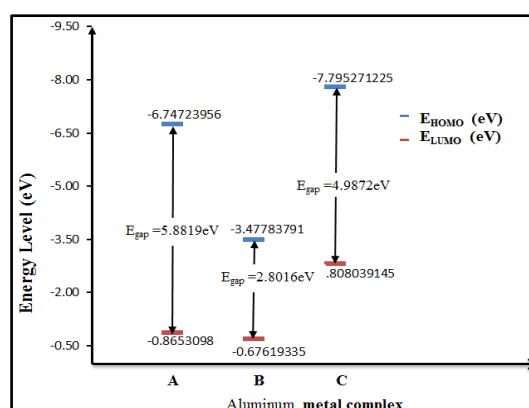 -9.50
-8.00
-6.50
-5.00
-3.50
-2.00
-0.50
Energy Level (eV)
-6.74723956
-7.795271225
-3.47783791
Egap =5.8819eV
Egap =2.8016eV
Egap =4.9872eV
-0.8653098
-0.67619335
.808039145
EHOMO (eV)
ELUMO (eV)
A B C
Aluminum metal complex